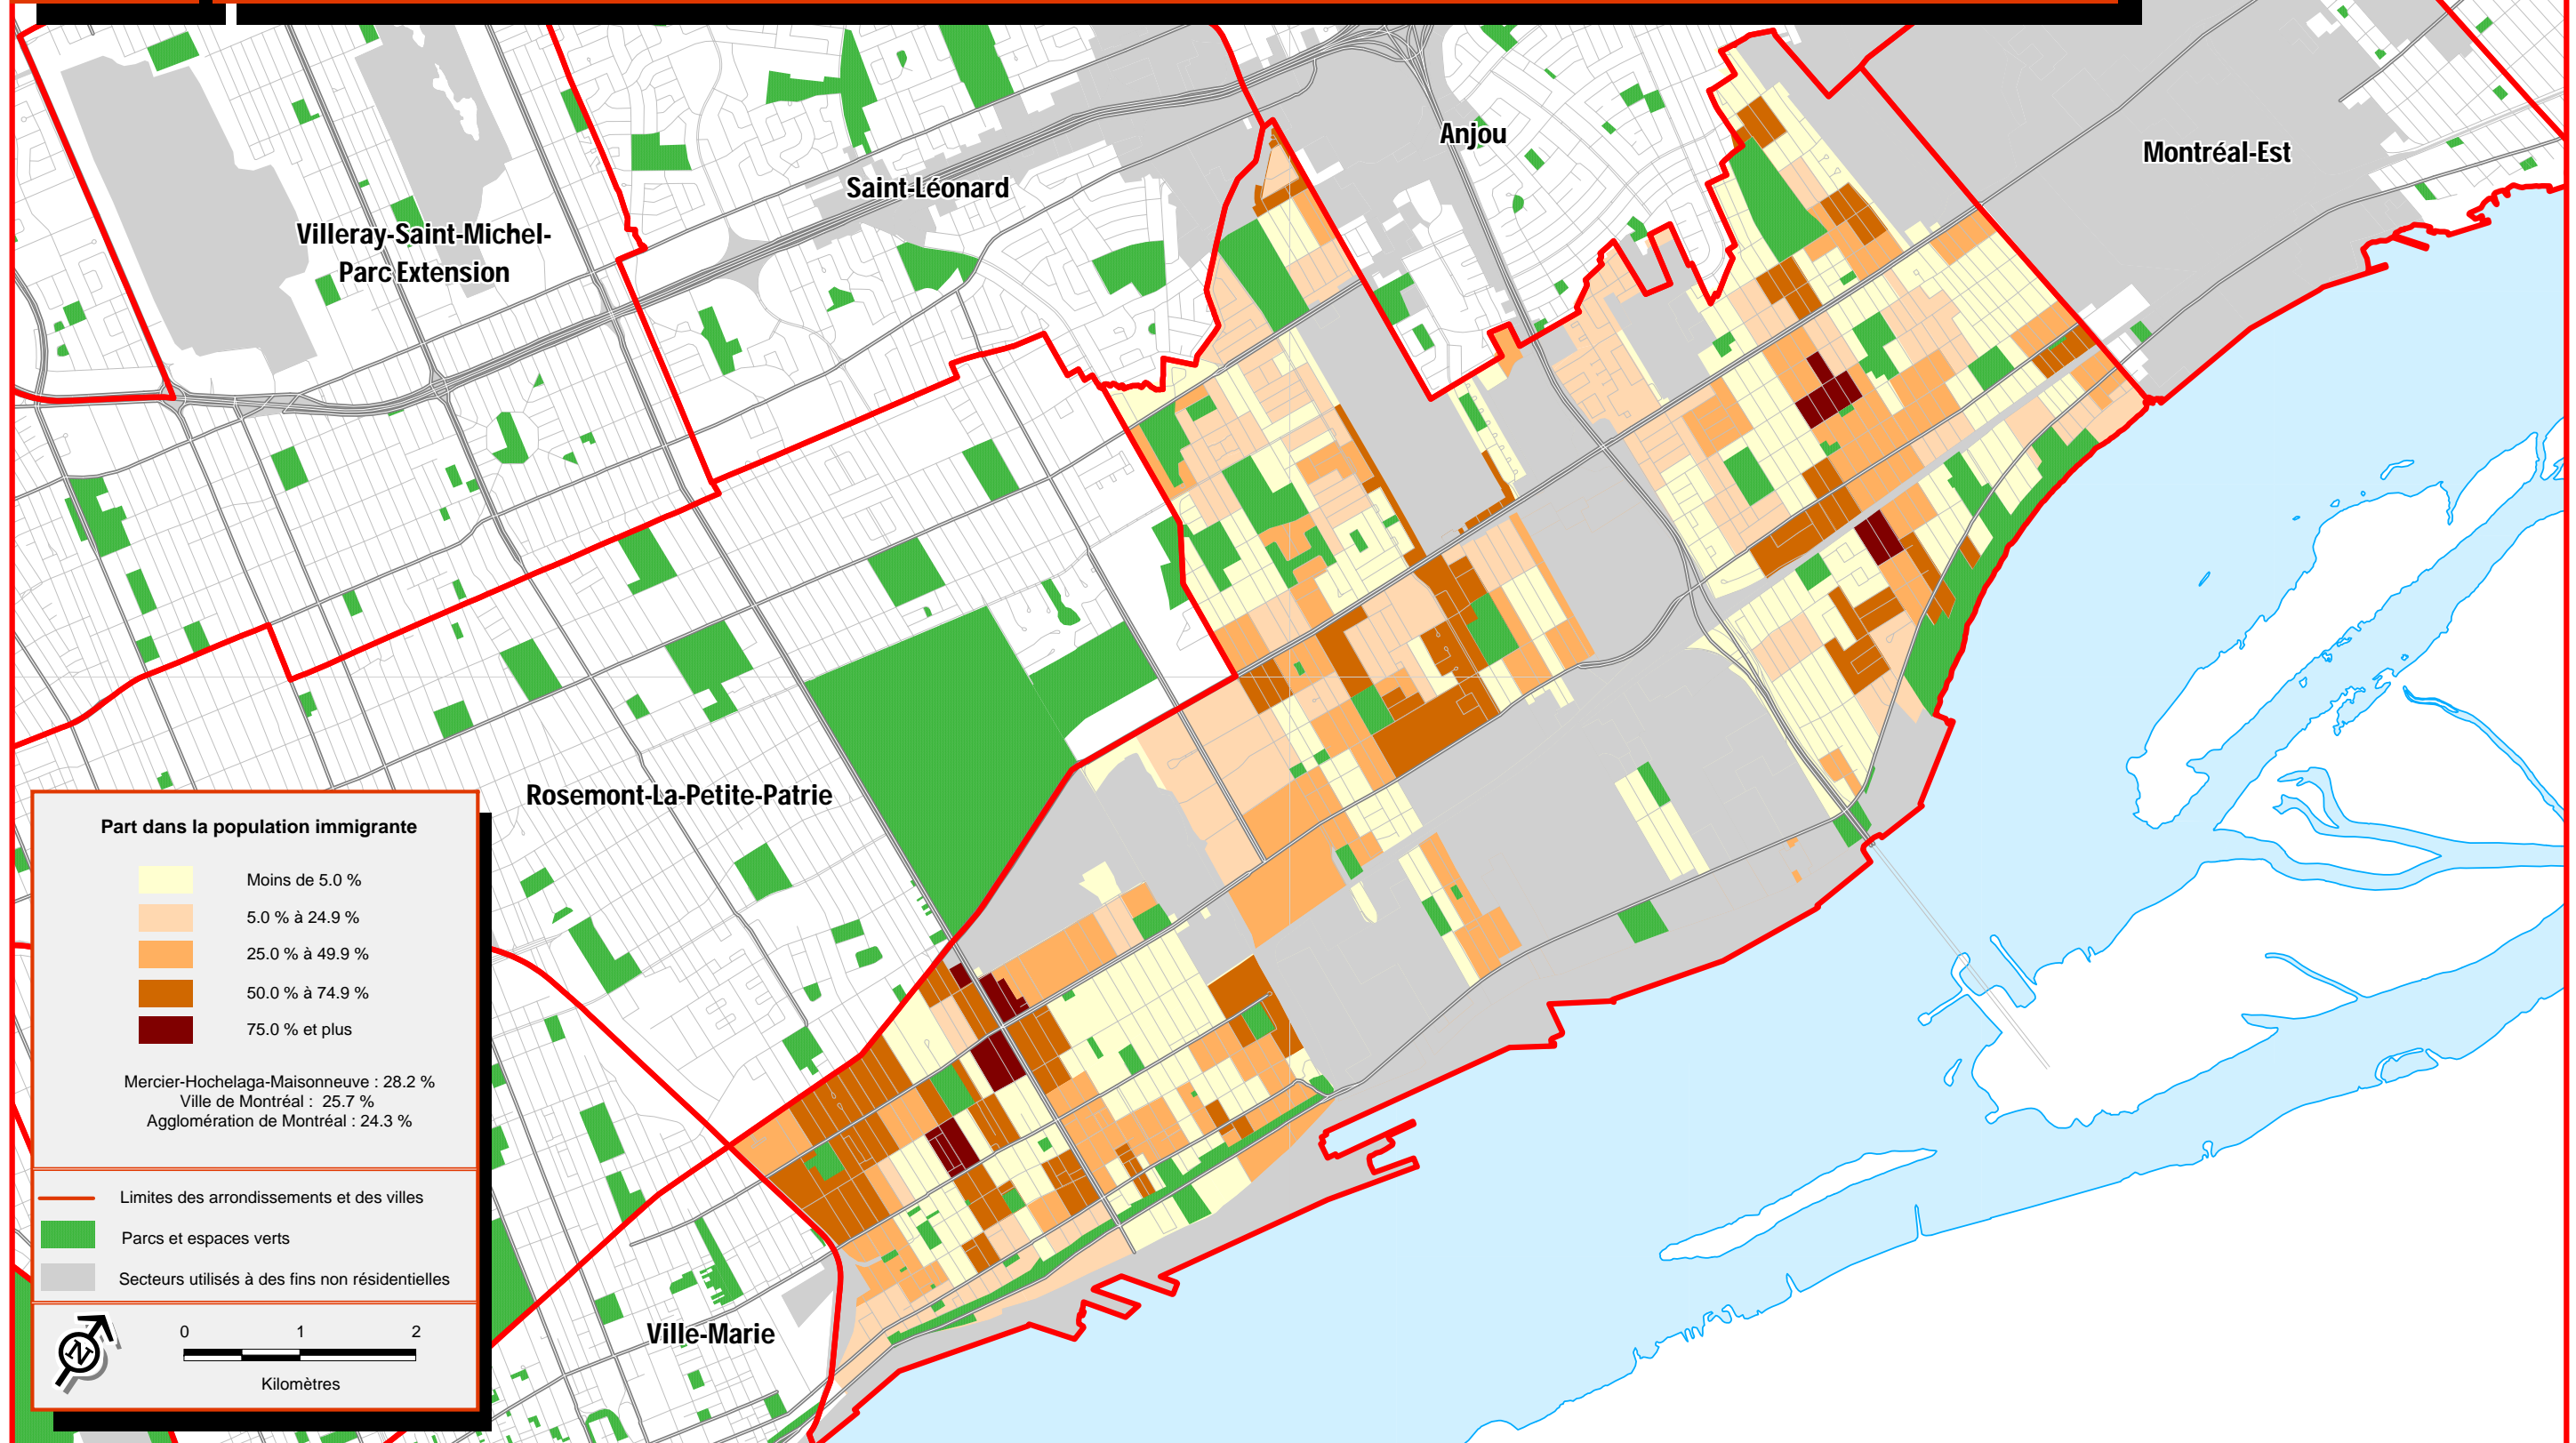 Anjou
Montréal-Est
Saint-Léonard
Villeray-Saint-Michel-
Parc Extension
Rosemont-La-Petite-Patrie
Ville-Marie
Part dans la population immigrante
Moins de 5.0 %
5.0 % à 24.9 %
25.0 % à 49.9 %
50.0 % à 74.9 %
75.0 % et plus
Mercier-Hochelaga-Maisonneuve : 28.2 %
Ville de Montréal : 25.7 %
Agglomération de Montréal : 24.3 %
Limites des arrondissements et des villes
Parcs et espaces verts
Secteurs utilisés à des fins non résidentielles
N
0 1 2
Kilomètres